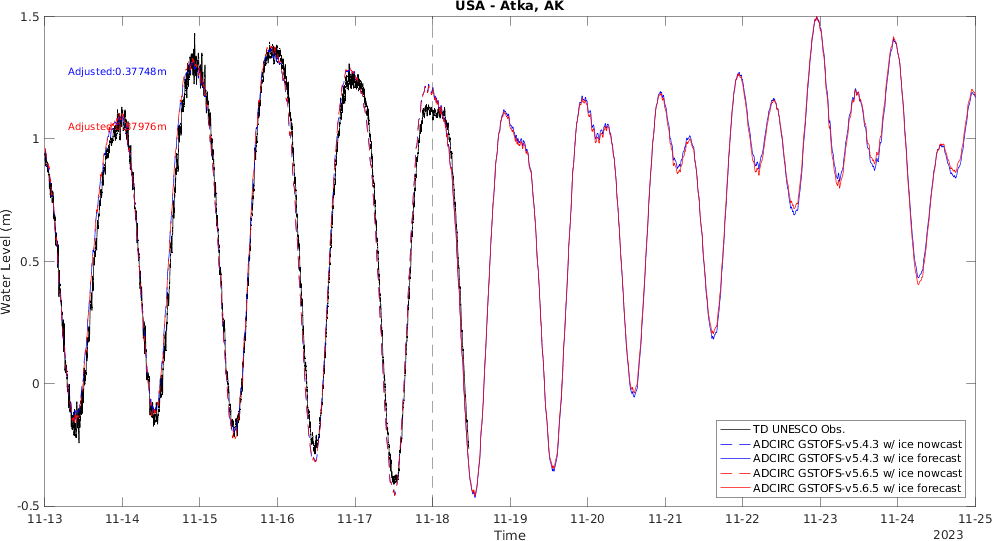 USA - Atka, AK
1.5
1
0.5
0
-0.5
Water Level (m)
Adjusted:0.37748m
TD UNESCO Obs.
ADCIRC GSTOFS-v5.4.3 w/ ice nowcast
ADCIRC GSTOFS-v5.4.3 w/ ice forecast
ADCIRC GSTOFS-v5.6.5 w/ ice nowcast
ADCIRC GSTOFS-v5.6.5 w/ ice forecast
11-13 11-14 11-15 11-16 11-17 11-18 11-19 11-20 11-21 11-22 11-23 11-24 11-25
Time
2023